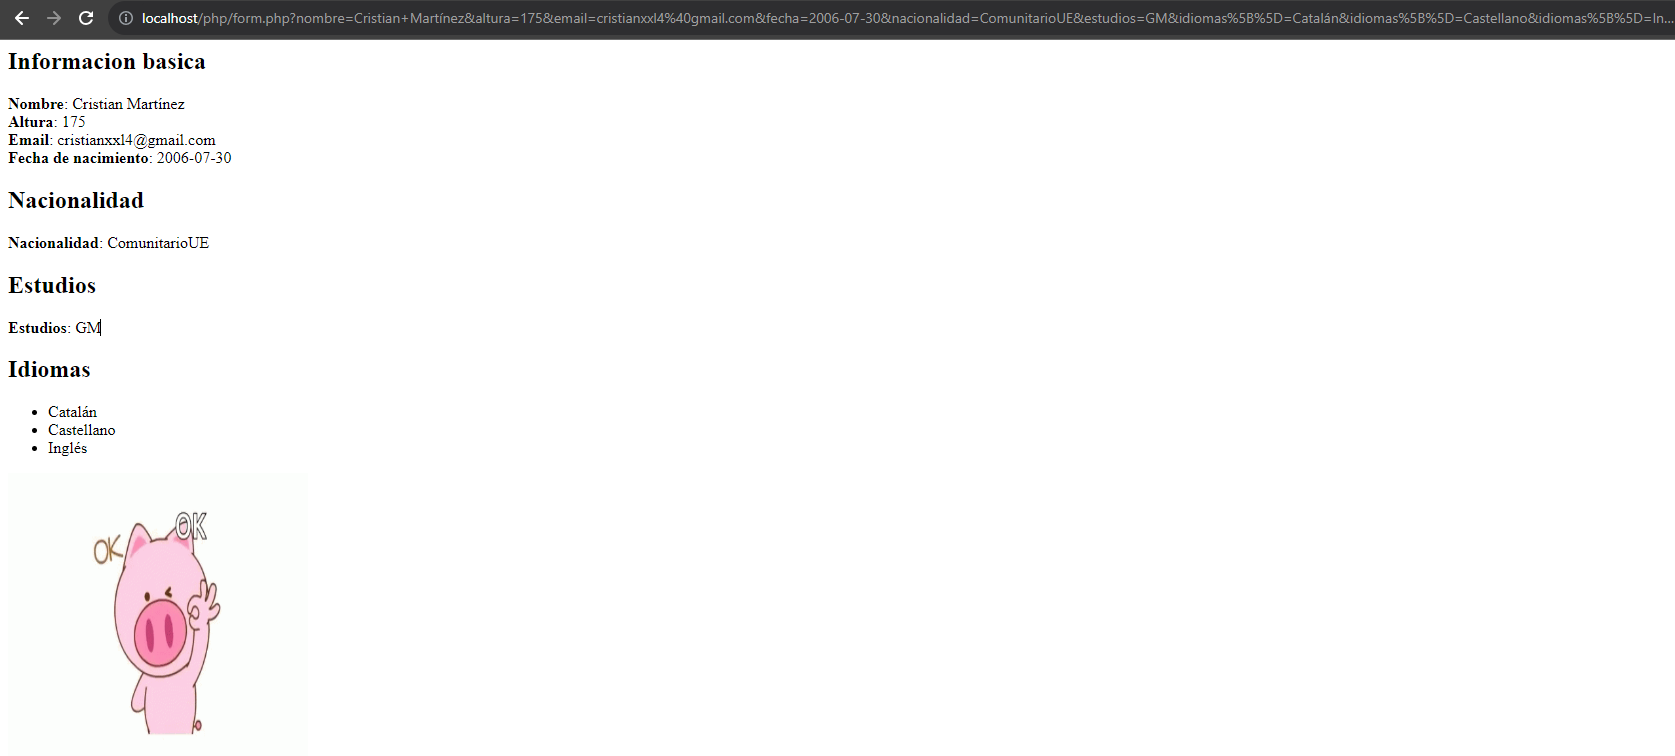 localhost/php/form.php?nombre=Cristian+Martínez&altura=175&email=cristianxxl4%40gmail.com&fecha=2006-07-30&nacionalidad=ComunitarioUE&estudios=GM&idiomas%5B%5D=Catalán&idiomas%5B%5D=Castellano&idiomas%5B%5D=In...
Informacion basica
Nombre: Cristian Martínez
Altura: 175
Email: cristianxxl4@gmail.com
Fecha de nacimiento: 2006-07-30
Nacionalidad
Nacionalidad: ComunitarioUE
Estudios
Estudios: GM
Idiomas
Catalán
Castellano
Inglés
OK
OK